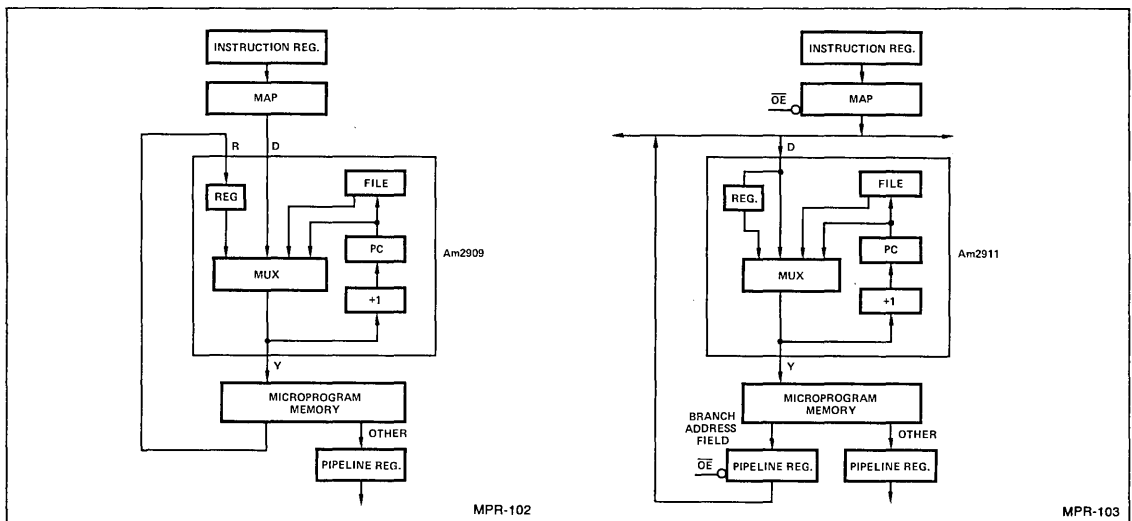 INSTRUCTION REG.
MAP
R
D
REG
FILE
PC
MUX
+1
Am2909
Y
MICROPROGRAM
MEMORY
OTHER
PIPELINE REG.
MPR-102
INSTRUCTION REG.
OE
MAP
D
REG.
FILE
PC
MUX
+1
Am2911
Y
MICROPROGRAM
MEMORY
BRANCH
ADDRESS
FIELD
OTHER
OE
PIPELINE REG.
PIPELINE REG.
MPR-103